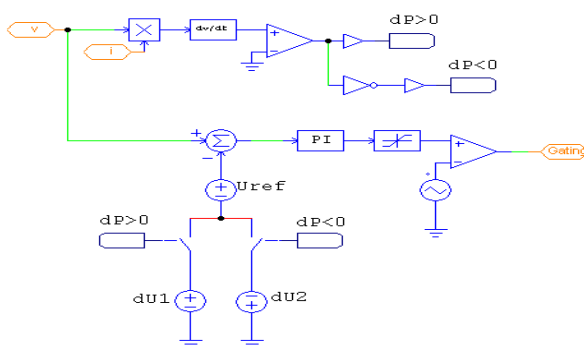 v
i
dv/dt
dP>0
dP<0
+
−
+
−
Σ
PI
+
−
Gating
Uref
dP>0
dP<0
dU1
dU2